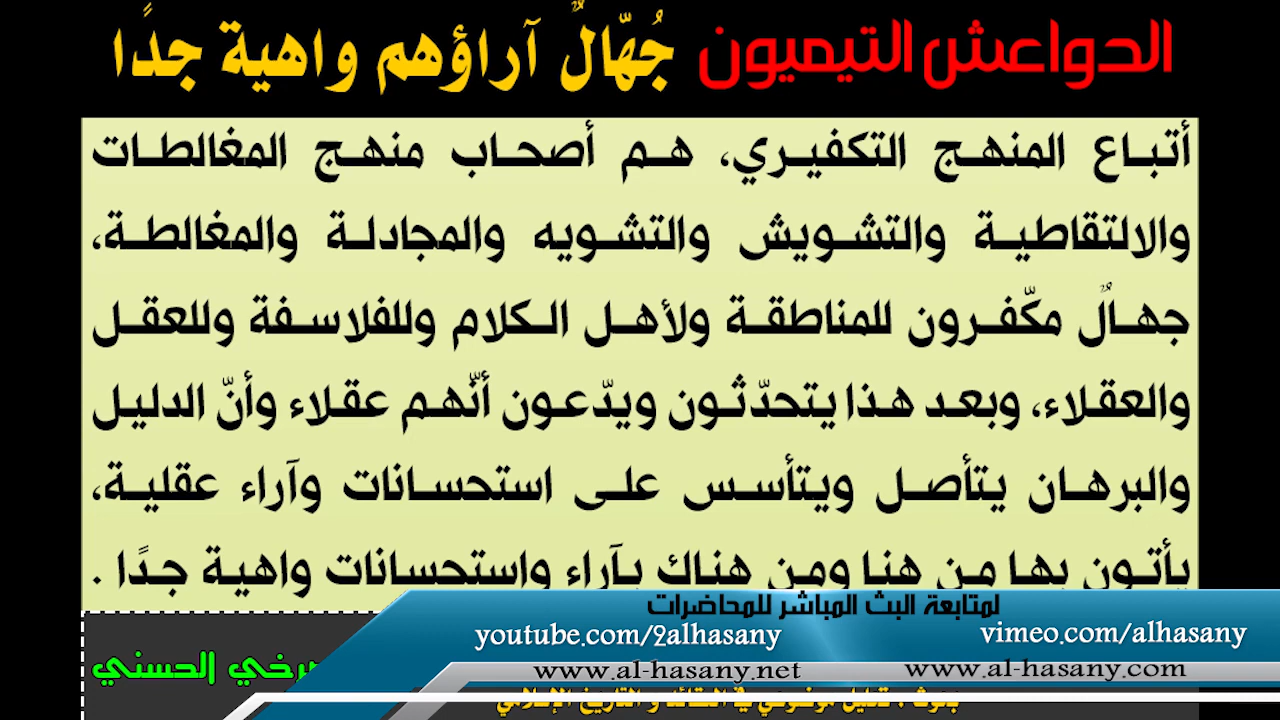 الدواعش التيميون جُهّالٌ آراؤهم واهية جدًا
أتباع المنهج التكفيري، هم أصحاب منهج المغالطات
والالتقاطية والتشويش والتشويه والمجادلة والمغالطة،
جهالٌ مكّفرون للمناطقة ولأهل الكلام وللفلاسفة وللعقل
والعقلاء، وبعد هذا يتحدّثون ويدّعون أنّهم عقلاء وأنّ الدليل
والبرهان يتأصل ويتأسس على استحسانات وآراء عقلية،
يأتون بها من هنا ومن هناك بآراء واستحسانات واهية جدًا .
لمتابعة البث المباشر للمحاضرات
youtube.com/2alhasany vimeo.com/alhasany
الحسني
www.al-hasany.net www.al-hasany.com